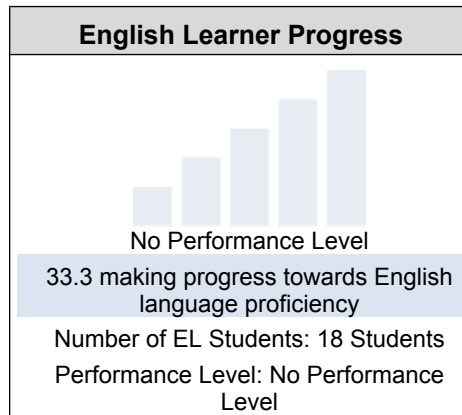 English Learner Progress
No Performance Level
33.3 making progress towards English
language proficiency
Number of EL Students: 18 Students
Performance Level: No Performance
Level